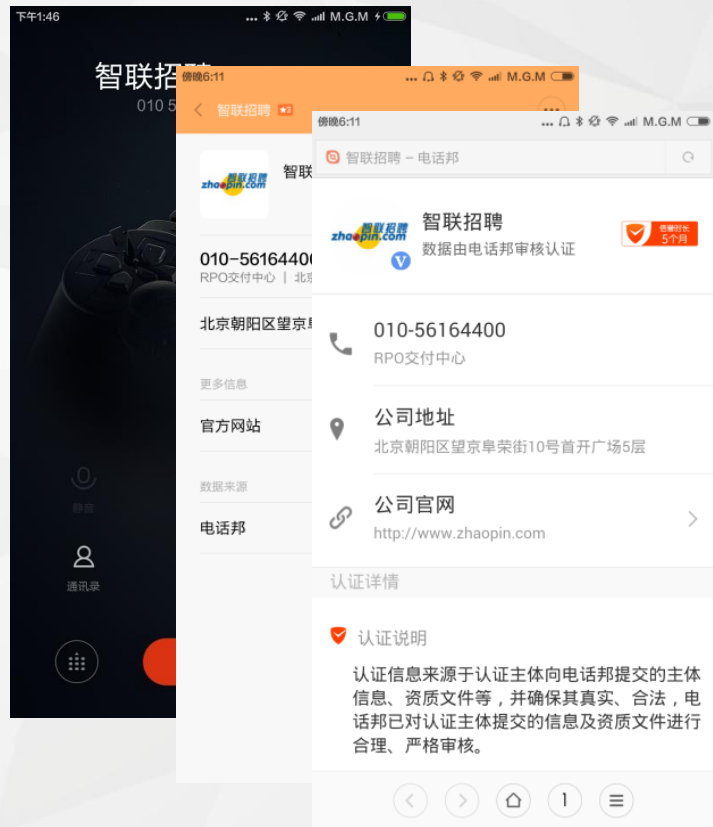 下午1:46
... M.G.M
智联招
010 5
静音
通讯录
傍晚6:11
... M.G.M
智联招聘
智联招聘
zhaopin.com
智联
010-56164400
RPO交付中心 | 北京
北京朝阳区望京
更多信息
官方网站
数据来源
电话邦
傍晚6:11
... M.G.M
智联招聘 – 电话邦
智联招聘
zhaopin.com
V
智联招聘
数据由电话邦审核认证
信誉时长
5个月
010-56164400
RPO交付中心
公司地址
北京朝阳区望京阜荣街10号首开广场5层
公司官网
http://www.zhaopin.com
认证详情
认证说明
认证信息来源于认证主体向电话邦提交的主体
信息、资质文件等，并确保其真实、合法，电
话邦已对认证主体提交的信息及资质文件进行
合理、严格审核。
1